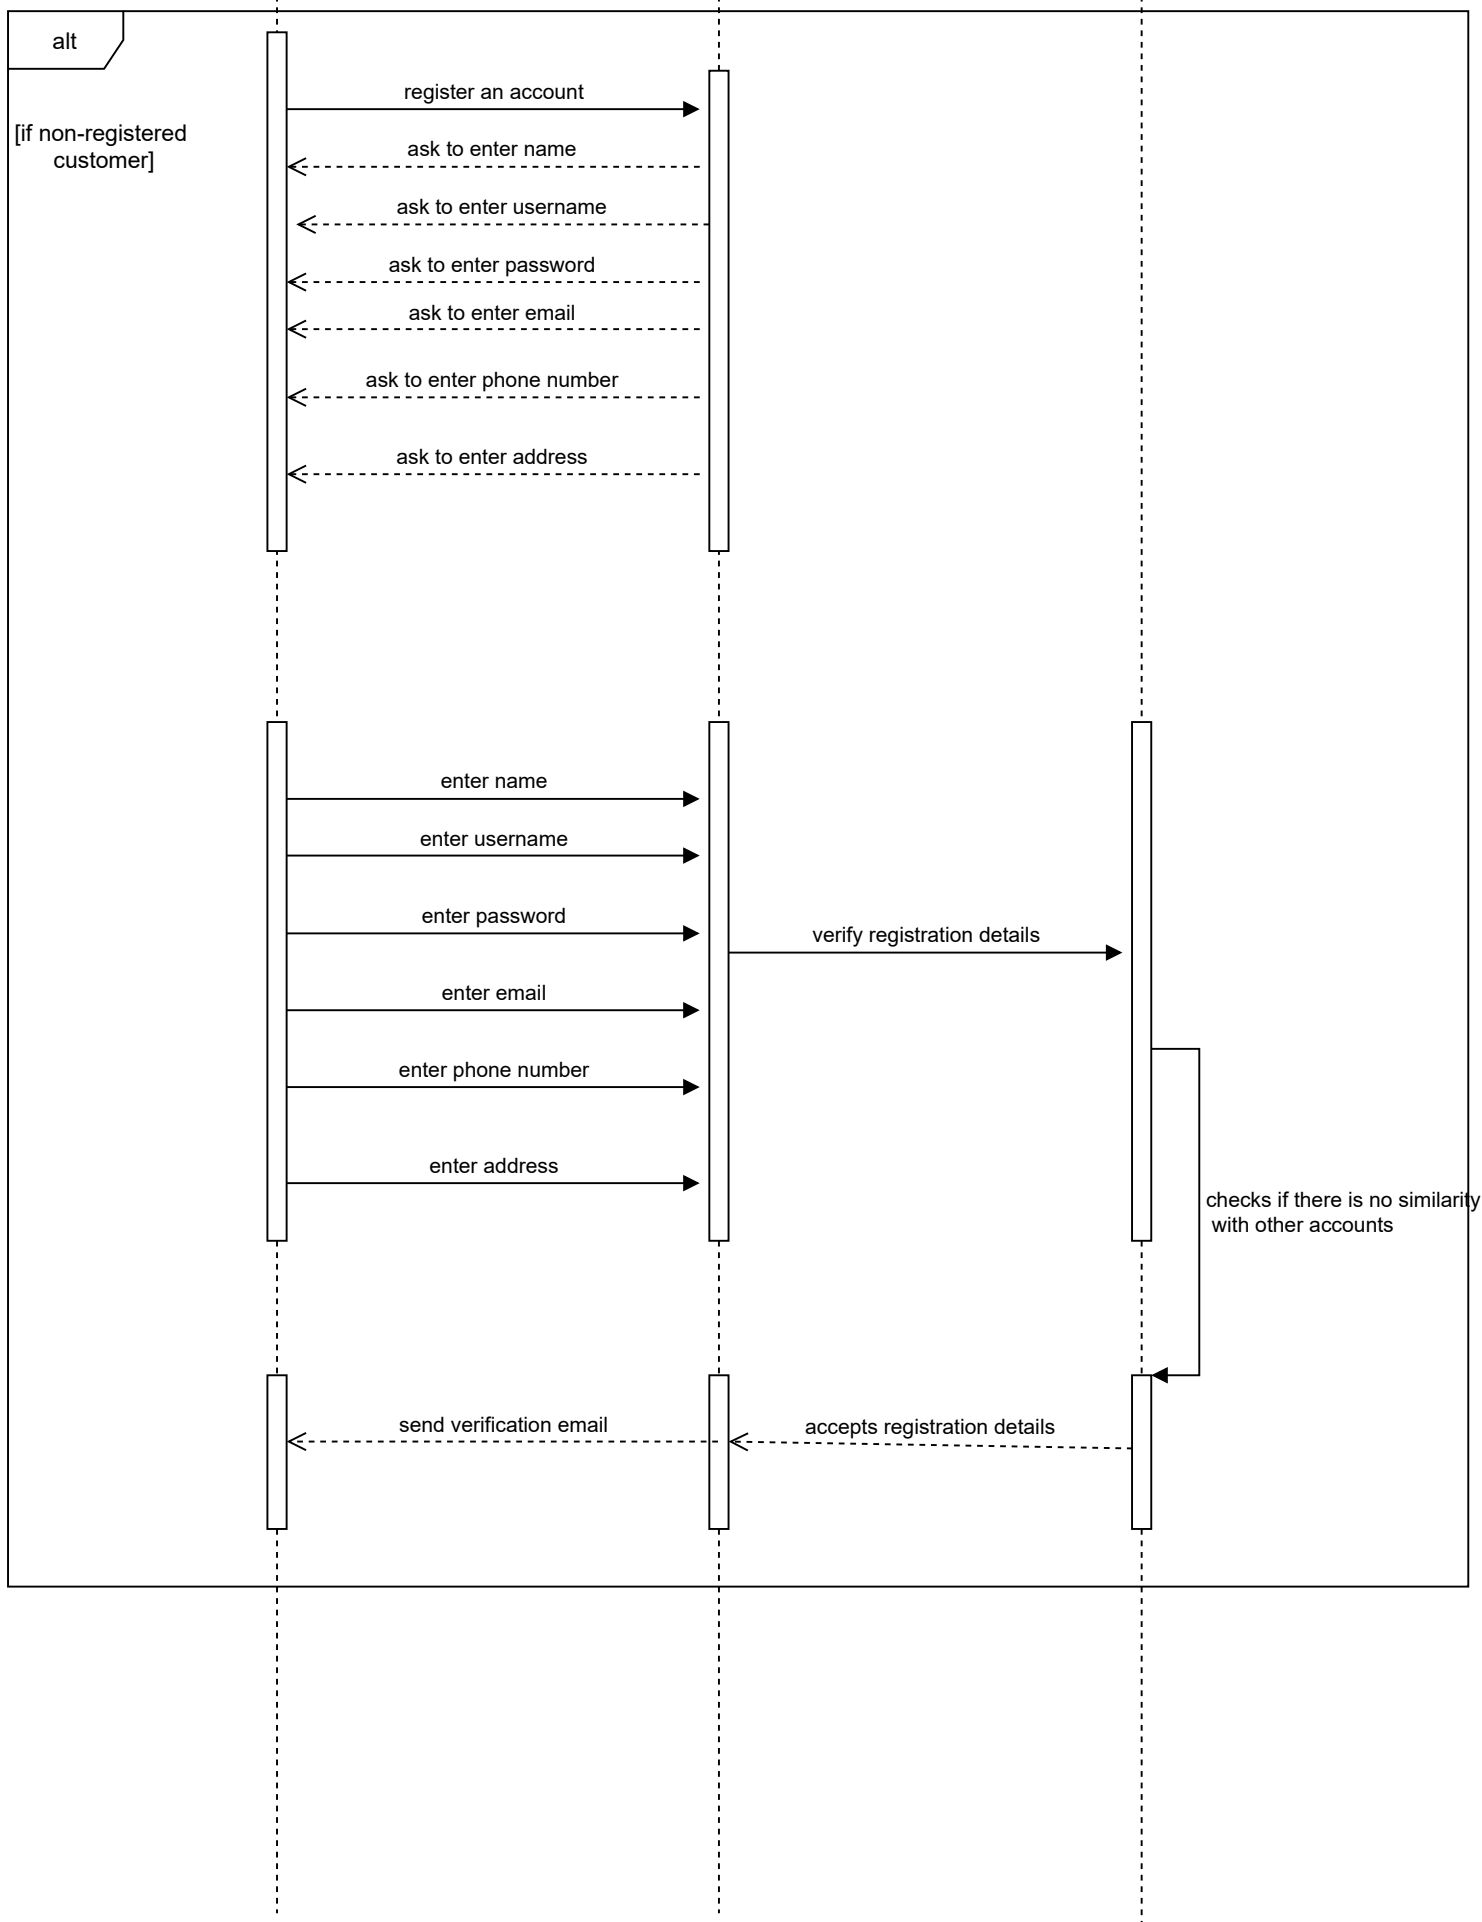 alt
register an account
[if non-registered
customer]
ask to enter name
ask to enter username
ask to enter password
ask to enter email
ask to enter phone number
ask to enter address
enter name
enter username
enter password
verify registration details
enter email
enter phone number
enter address
checks if there is no similarity
with other accounts
send verification email
accepts registration details